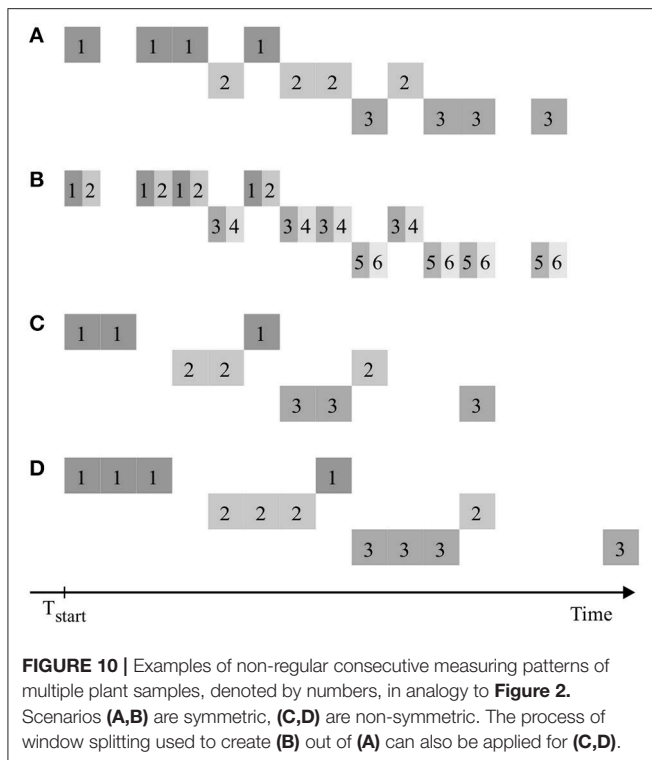 A 1 1 1 1
2 2 2 2
3 3 3 3
B 1 2 1 2 1 2 1 2
3 4 3 4 3 4 3 4
5 6 5 6 5 6 5 6
C 1 1 1
2 2 2
3 3 3
D 1 1 1 1
2 2 2 2
3 3 3 3
Tstart Time
FIGURE 10 | Examples of non-regular consecutive measuring patterns of
multiple plant samples, denoted by numbers, in analogy to Figure 2.
Scenarios (A,B) are symmetric, (C,D) are non-symmetric. The process of
window splitting used to create (B) out of (A) can also be applied for (C,D).